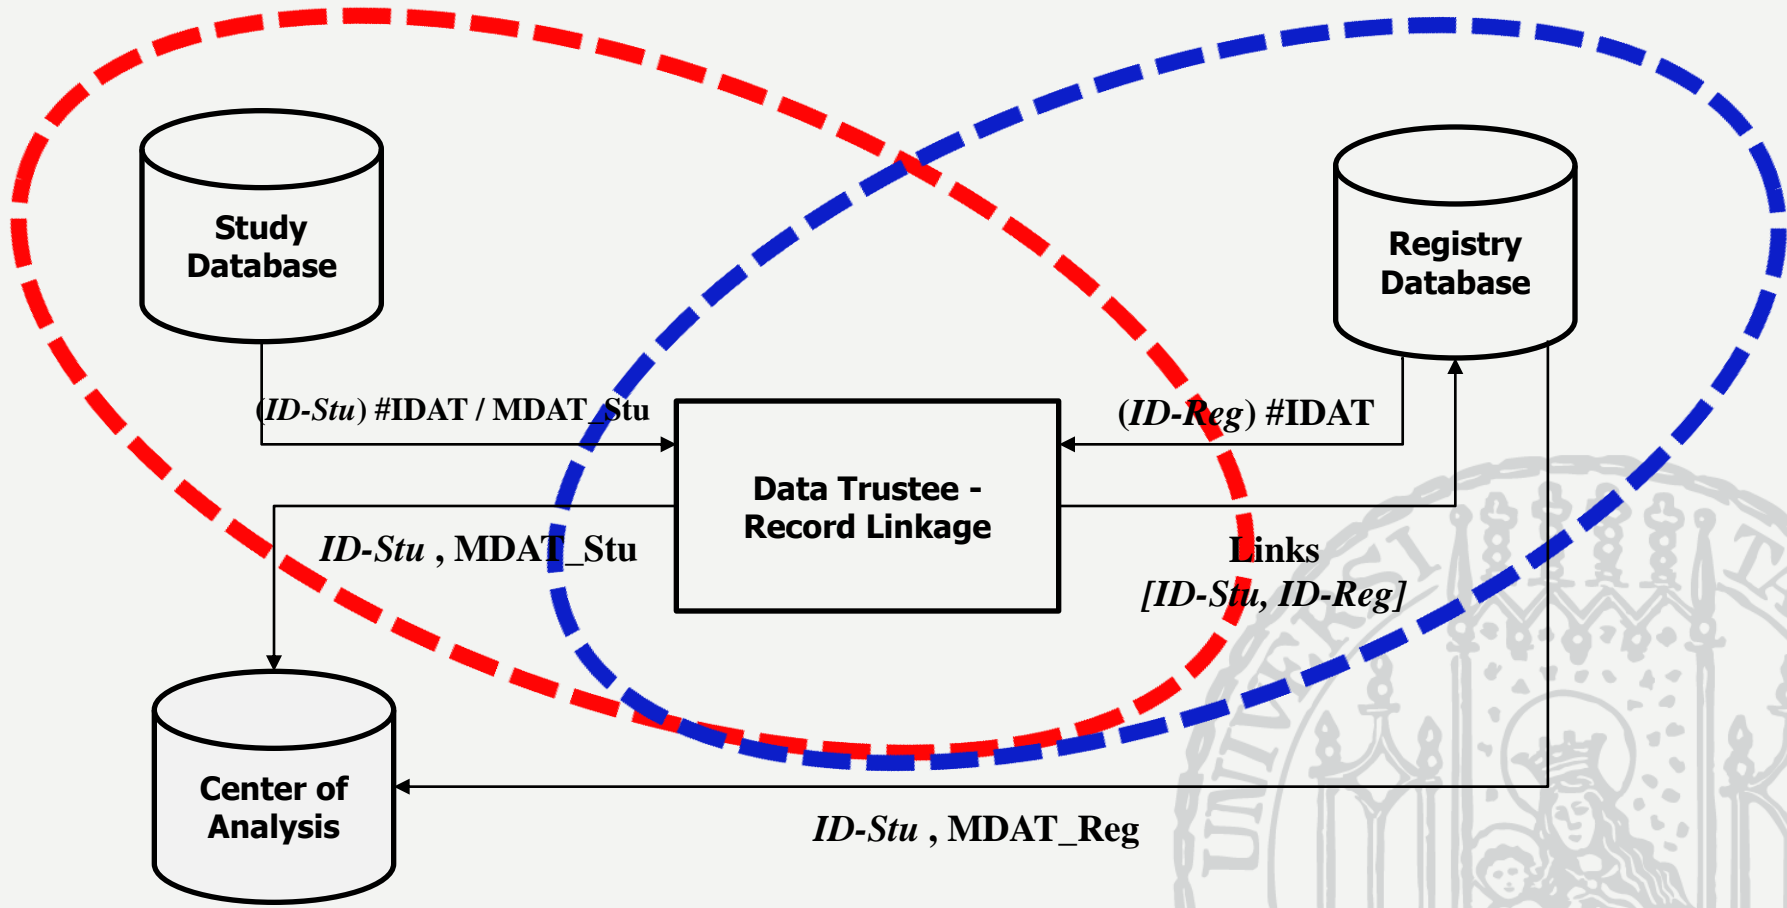 Study
Database
Registry
Database
(ID-Stu) #IDAT / MDAT_Stu
(ID-Reg) #IDAT
Data Trustee -
Record Linkage
ID-Stu , MDAT_Stu
Links
[ID-Stu, ID-Reg]
Center of
Analysis
ID-Stu , MDAT_Reg
UNIVERSITA